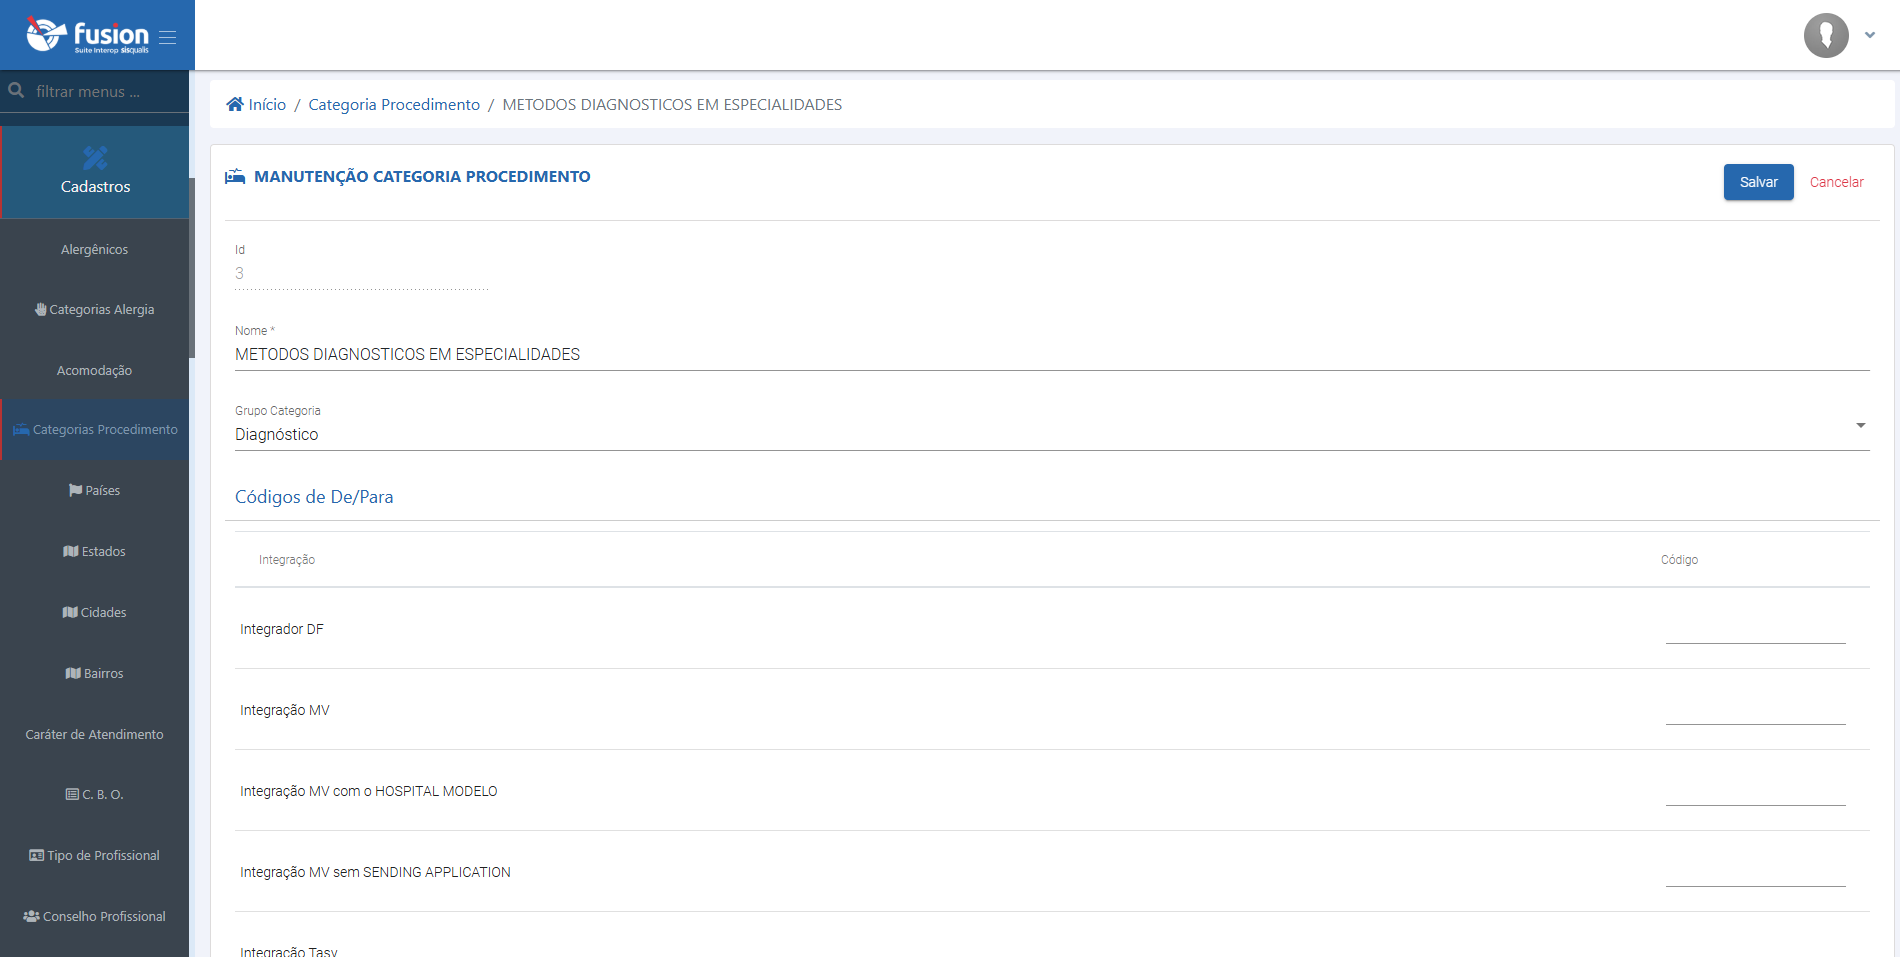 fusion
Suite Interop sisqualis
filtrar menus ...
Cadastros
Alergênicos
Categorias Alergia
Acomodação
Categorias Procedimento
Países
Estados
Cidades
Bairros
Caráter de Atendimento
C. B. O.
Tipo de Profissional
Conselho Profissional
Início / Categoria Procedimento / METODOS DIAGNOSTICOS EM ESPECIALIDADES
MANUTENÇÃO CATEGORIA PROCEDIMENTO
Salvar Cancelar
Id
3
Nome *
METODOS DIAGNOSTICOS EM ESPECIALIDADES
Grupo Categoria
Diagnóstico
Códigos de De/Para
Integração Código
Integrador DF
Integração MV
Integração MV com o HOSPITAL MODELO
Integração MV sem SENDING APPLICATION
Integração Tasy